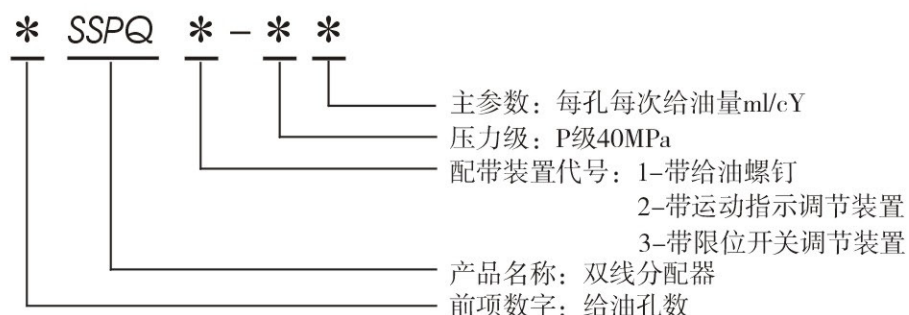 * SSPQ * - * *
主参数：每孔每次给油量ml/cY
压力级：P级40MPa
配带装置代号：1-带给油螺钉
2-带运动指示调节装置
3-带限位开关调节装置
产品名称：双线分配器
前项数字：给油孔数